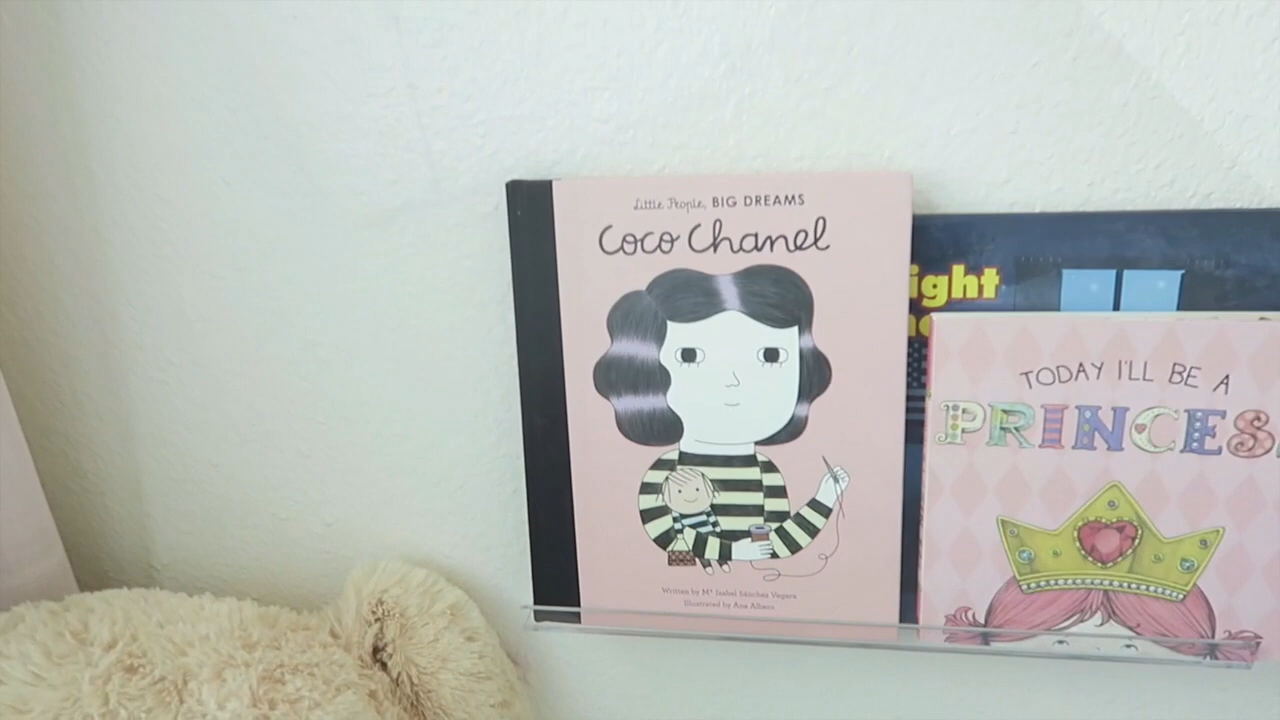 Little People, BIG DREAMS
Coco Chanel
Written by Mª Isabel Sánchez Vegara
Illustrated by Ana Albero
ight
TODAY I'LL BE A
PRINCES